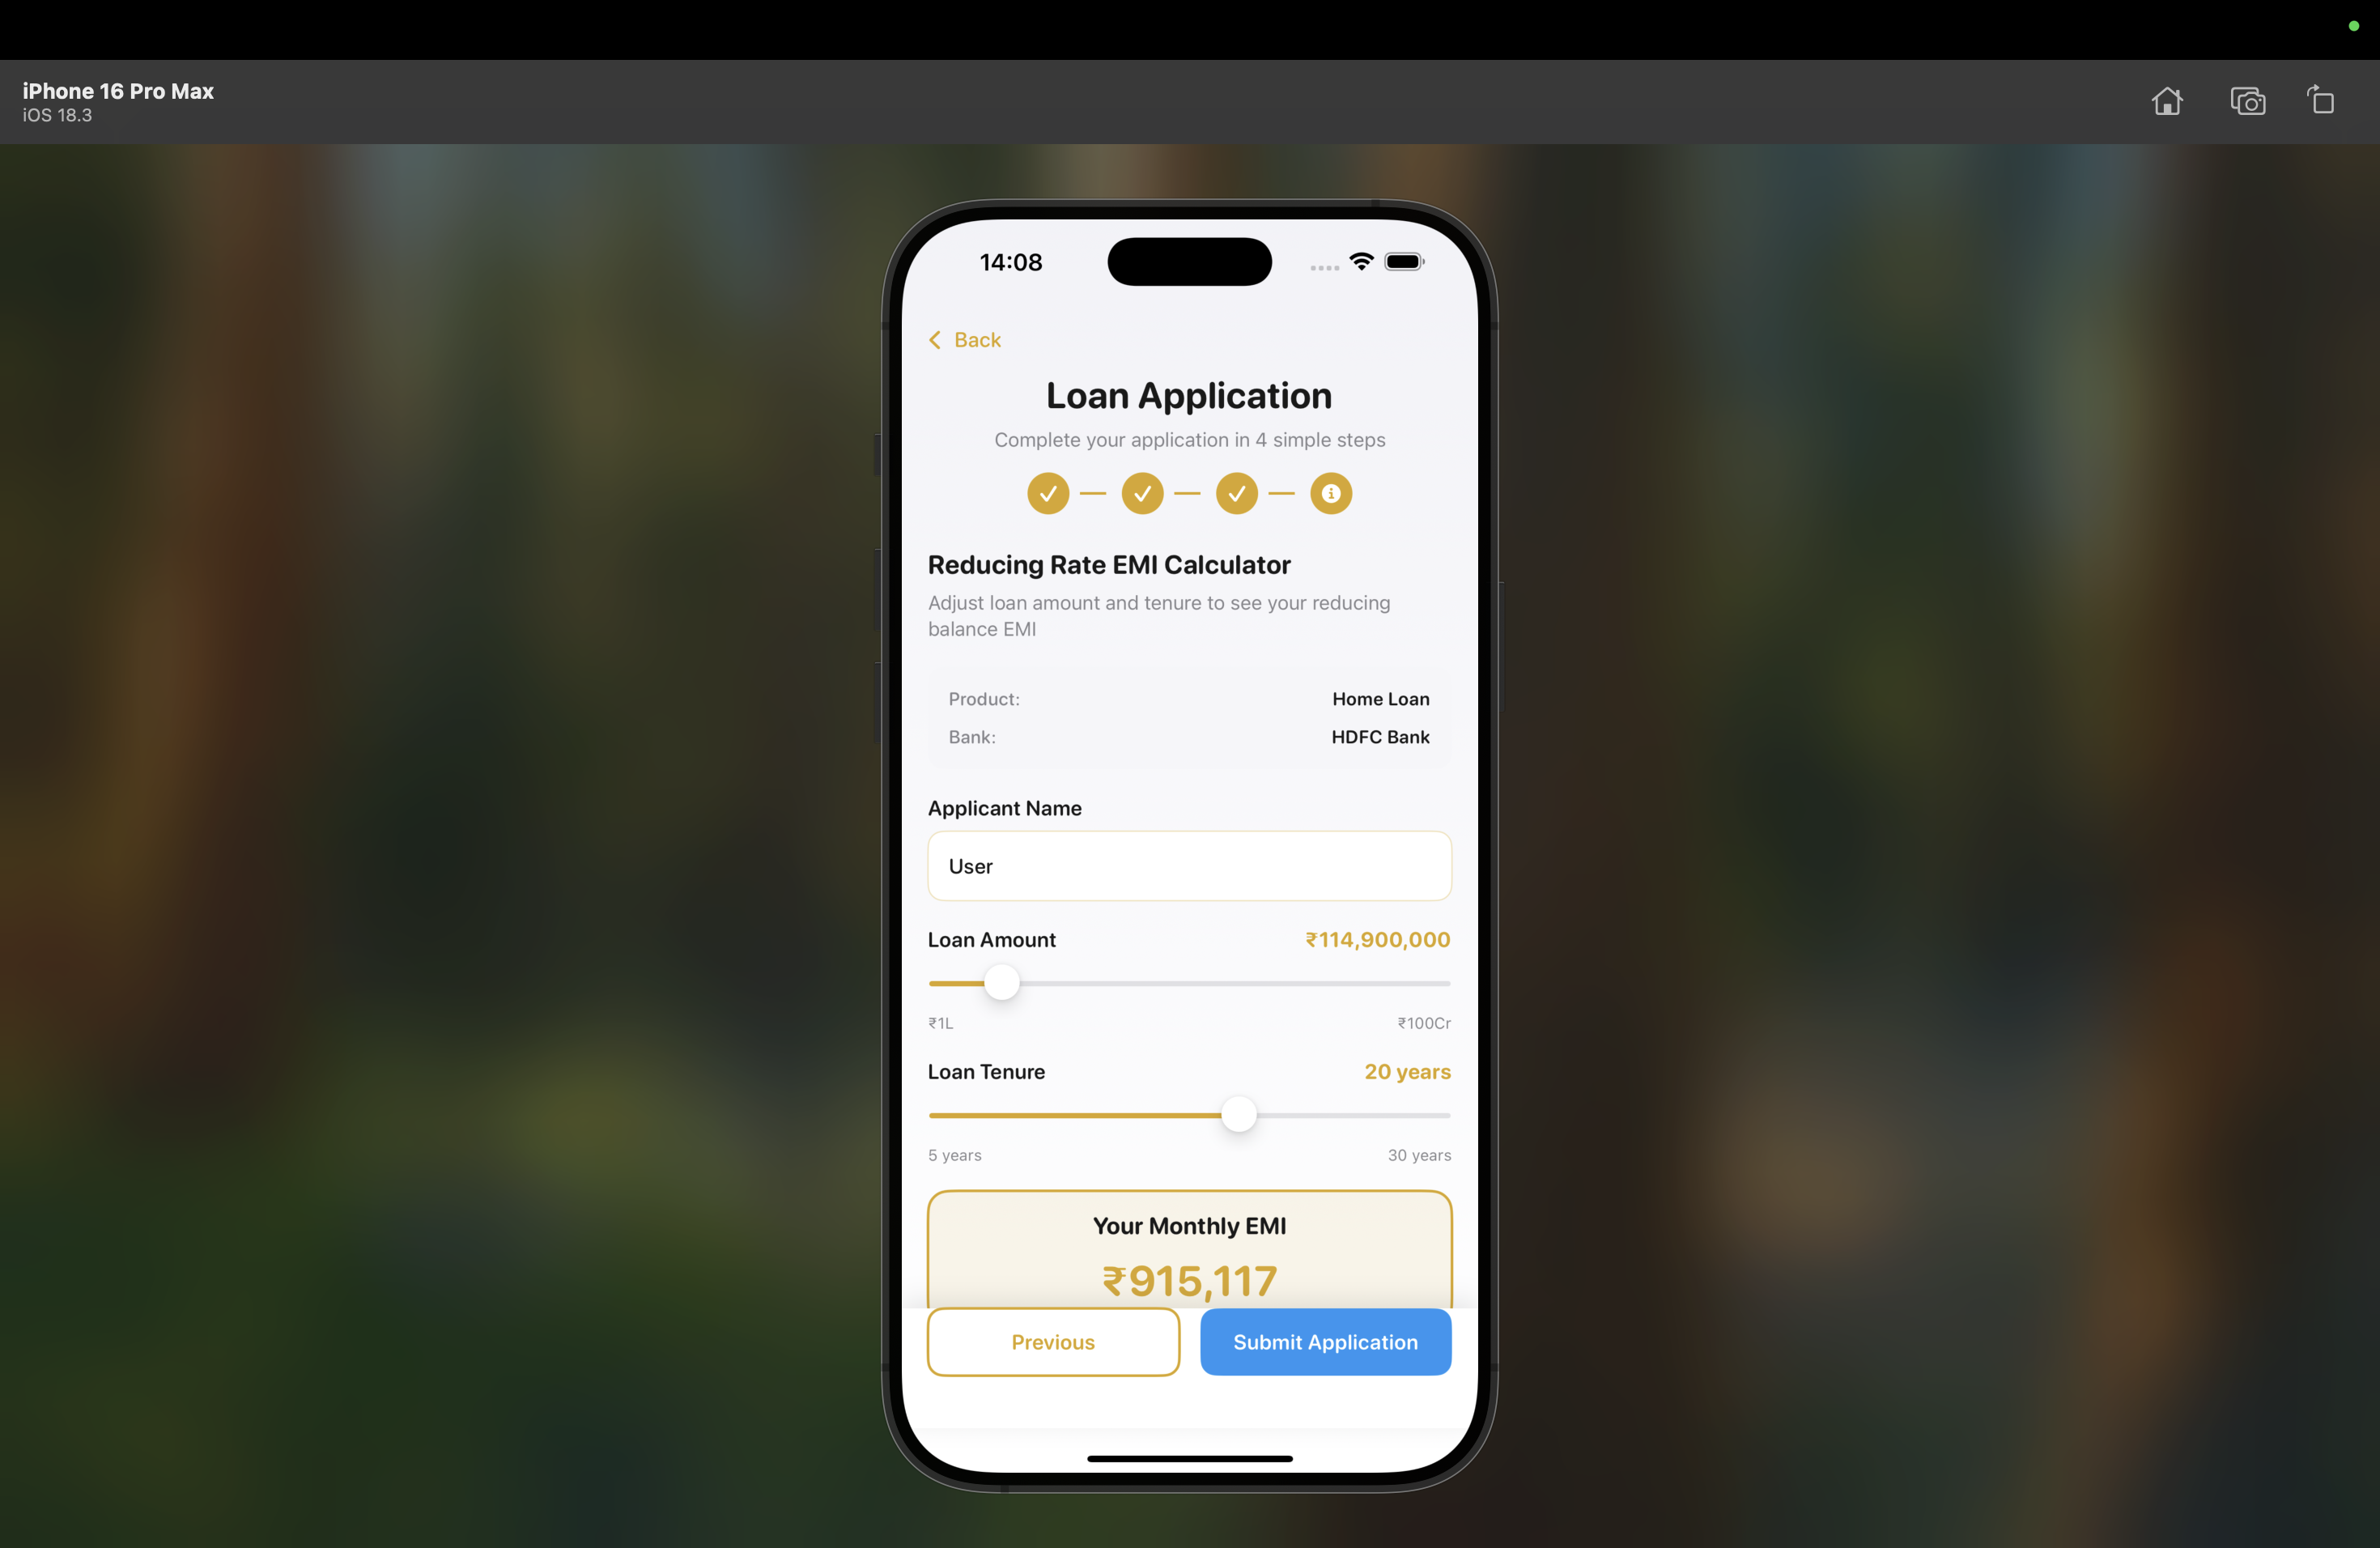 iPhone 16 Pro Max
iOS 18.3
14:08
Back
Loan Application
Complete your application in 4 simple steps
Reducing Rate EMI Calculator
Adjust loan amount and tenure to see your reducing
balance EMI
Product: Home Loan
Bank: HDFC Bank
Applicant Name
User
Loan Amount ₹114,900,000
₹1L ₹100Cr
Loan Tenure 20 years
5 years 30 years
Your Monthly EMI
₹915,117
Previous Submit Application